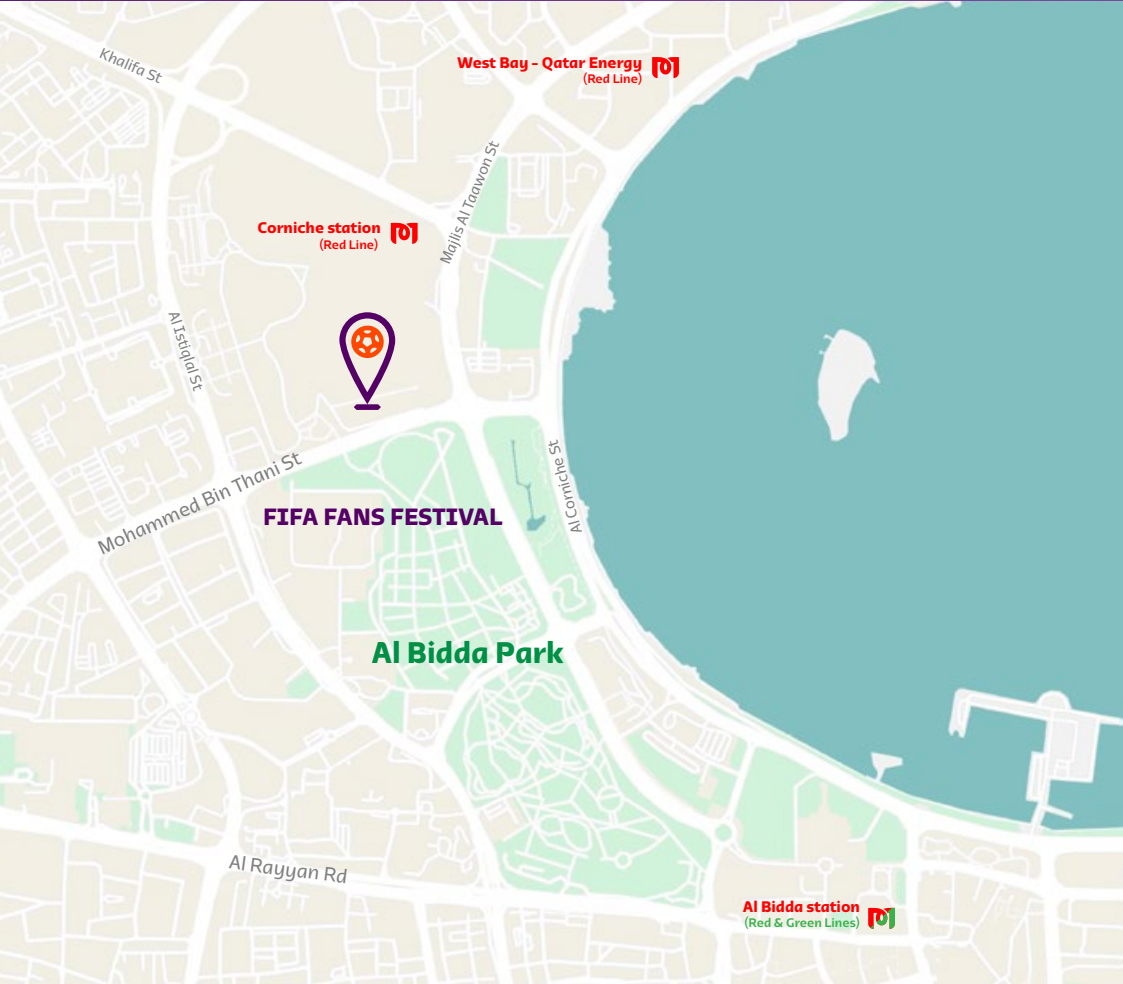 Khalifa St
West Bay - Qatar Energy
(Red Line)
Majlis Al Taawon St
Corniche station
(Red Line)
Al Istiqlal St
Mohammed Bin Thani St
Al Corniche St
FIFA FANS FESTIVAL
Al Bidda Park
Al Rayyan Rd
Al Bidda station
(Red & Green Lines)